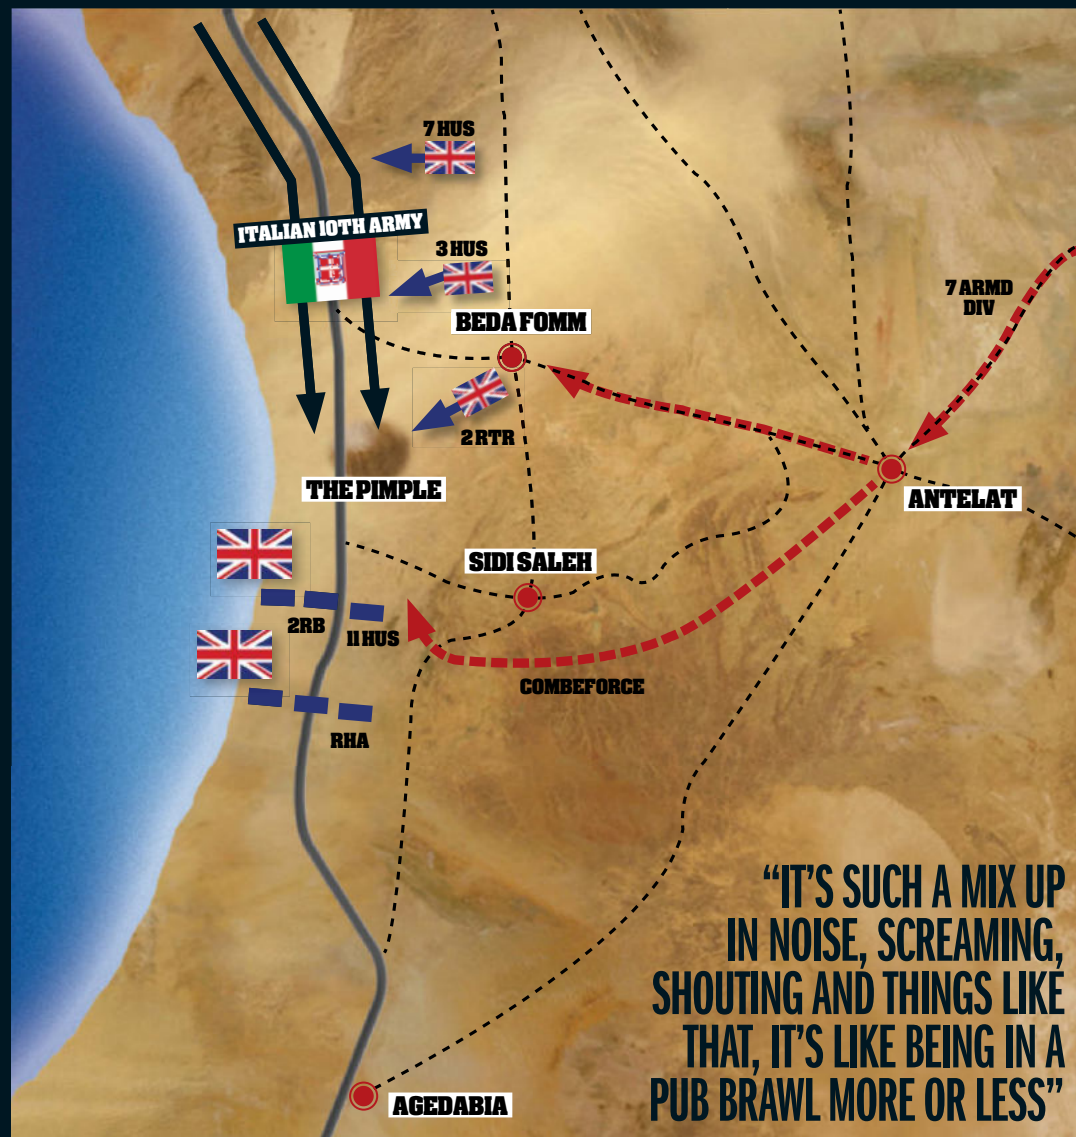 7 HUS
ITALIAN 10TH ARMY
3 HUS
7 ARMD
DIV
BEDA FOMM
2 RTR
THE PIMPLE
ANTELAT
SIDI SALEH
2RB
11 HUS
COMBEFORCE
RHA
“IT’S SUCH A MIX UP
IN NOISE, SCREAMING,
SHOUTING AND THINGS LIKE
THAT, IT’S LIKE BEING IN A
PUB BRAWL MORE OR LESS”
AGEDABIA